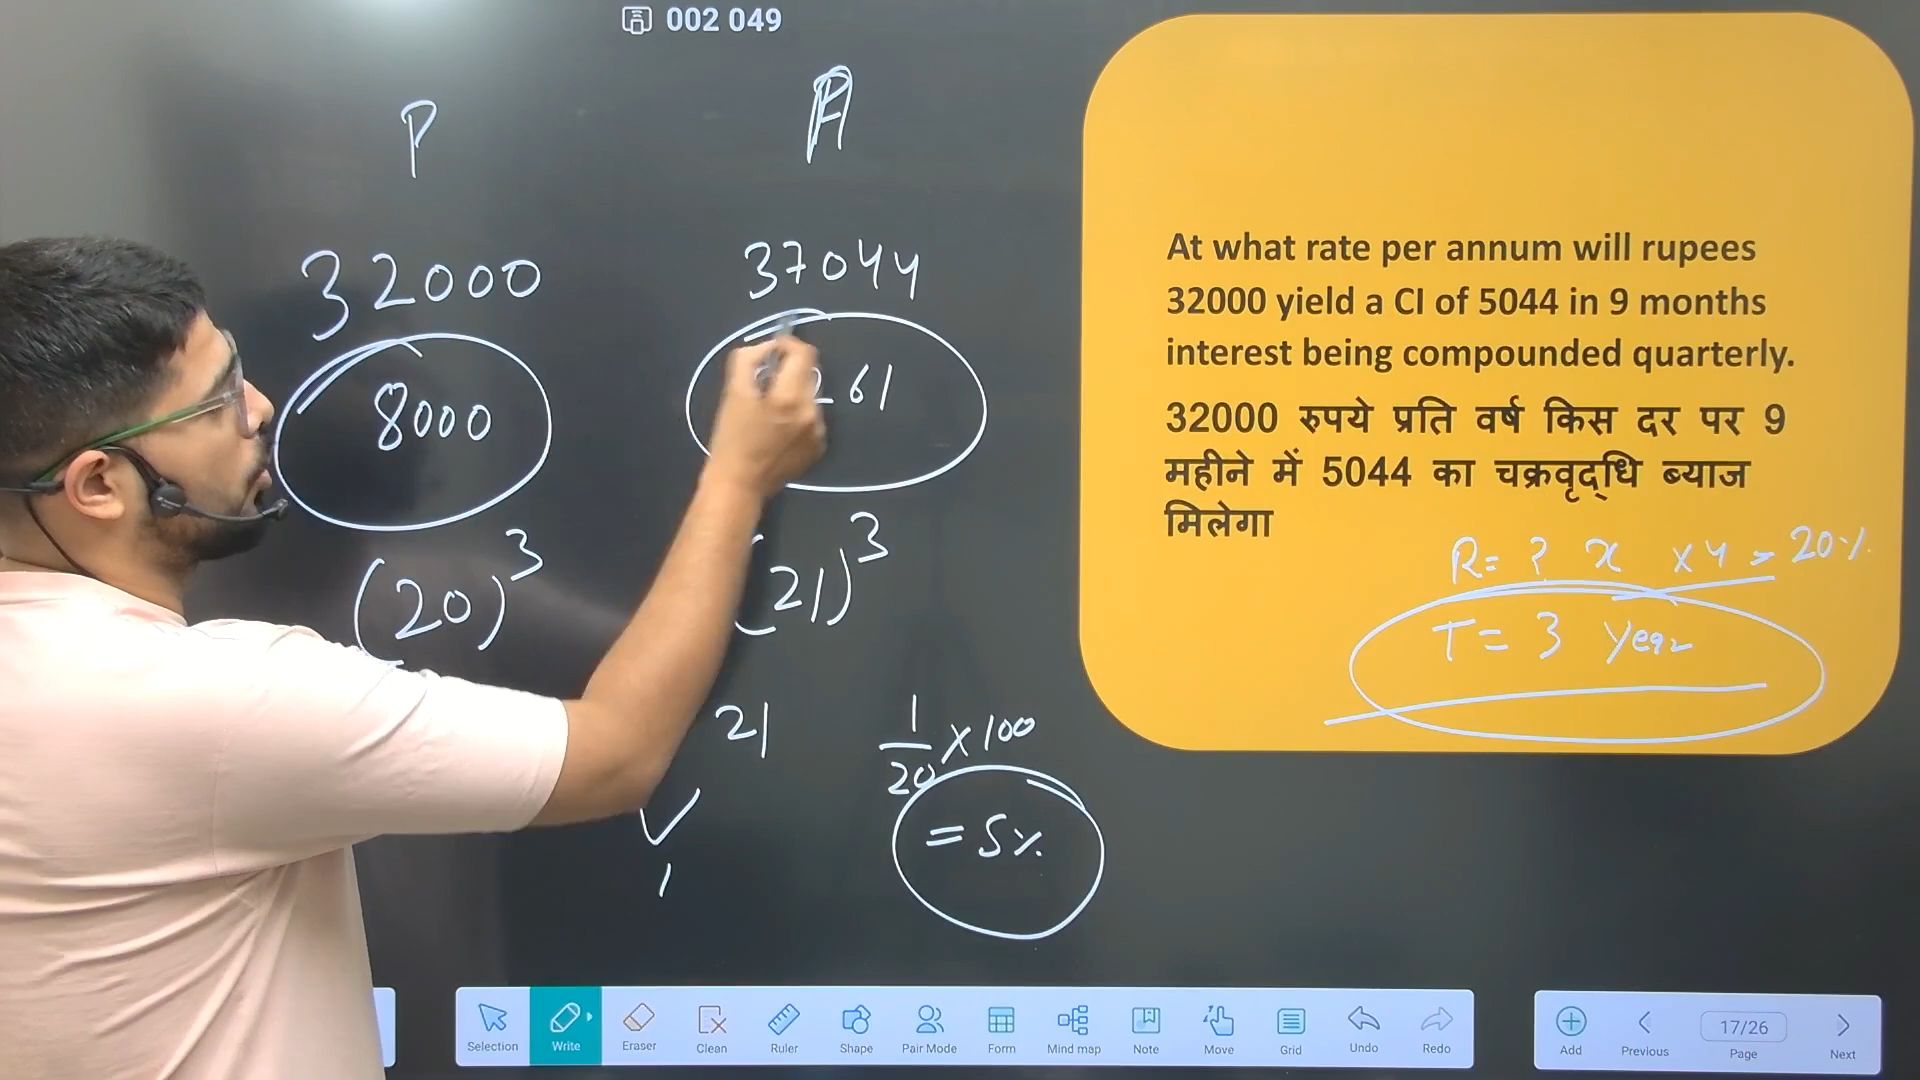 002 049
P
A
32000
37044
8000
261
(20)³
(21)³
21
1/20 × 100
= 5%
1
At what rate per annum will rupees
32000 yield a CI of 5044 in 9 months
interest being compounded quarterly.
32000 रुपये प्रति वर्ष किस दर पर 9
महीने में 5044 का चक्रवृद्धि ब्याज
मिलेगा
R= ? x x4 = 20%
T= 3 Year
Selection
Write
Eraser
Clean
Ruler
Shape
Pair Mode
Form
Mind map
Note
Move
Grid
Undo
Redo
Add
Previous
17/26
Page
Next